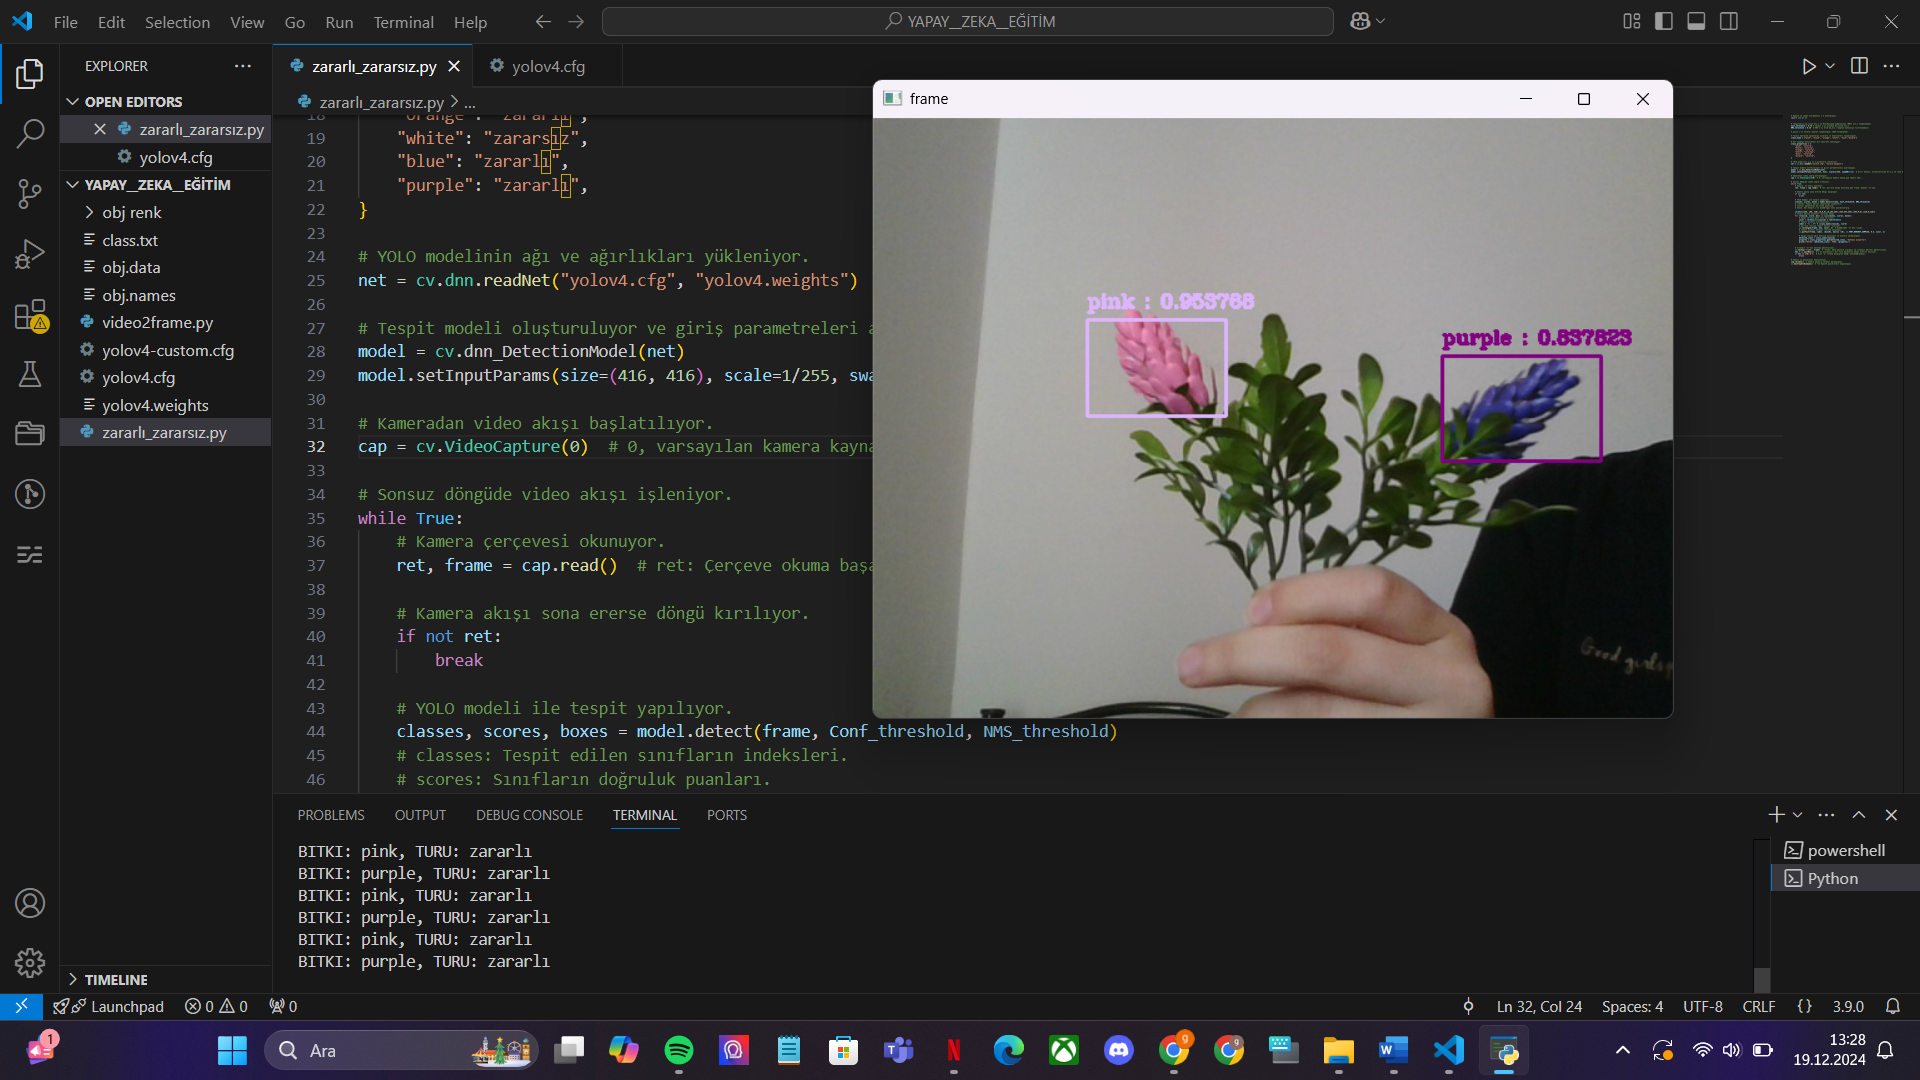 File Edit Selection View Go Run Terminal Help
YAPAY__ZEKA__EĞİTİM
EXPLORER
OPEN EDITORS
zararlı_zararsız.py
yolov4.cfg
YAPAY__ZEKA__EĞİTİM
obj renk
class.txt
obj.data
obj.names
video2frame.py
yolov4-custom.cfg
yolov4.cfg
yolov4.weights
zararlı_zararsız.py
TIMELINE
zararlı_zararsız.py
yolov4.cfg
zararlı_zararsız.py > ...
18 "orange": "zararlı",
19 "white": "zararsız",
20 "blue": "zararlı",
21 "purple": "zararlı",
22 }
23
24 # YOLO modelinin ağı ve ağırlıkları yükleniyor.
25 net = cv.dnn.readNet("yolov4.cfg", "yolov4.weights")
26
27 # Tespit modeli oluşturuluyor ve giriş parametreleri a
28 model = cv.dnn_DetectionModel(net)
29 model.setInputParams(size=(416, 416), scale=1/255, swa
30
31 # Kameradan video akışı başlatılıyor.
32 cap = cv.VideoCapture(0)  # 0, varsayılan kamera kayna
33
34 # Sonsuz döngüde video akışı işleniyor.
35 while True:
36 # Kamera çerçevesi okunuyor.
37 ret, frame = cap.read()  # ret: Çerçeve okuma başa
38
39 # Kamera akışı sona ererse döngü kırılıyor.
40 if not ret:
41 break
42
43 # YOLO modeli ile tespit yapılıyor.
44 classes, scores, boxes = model.detect(frame, Conf_threshold, NMS_threshold)
45 # classes: Tespit edilen sınıfların indeksleri.
46 # scores: Sınıfların doğruluk puanları.
frame
pink : 0.953768
purple : 0.837823
Good girls
PROBLEMS OUTPUT DEBUG CONSOLE TERMINAL PORTS
BITKI: pink, TURU: zararlı
BITKI: purple, TURU: zararlı
BITKI: pink, TURU: zararlı
BITKI: purple, TURU: zararlı
BITKI: pink, TURU: zararlı
BITKI: purple, TURU: zararlı
powershell
Python
Launchpad 0 0 0
Ln 32, Col 24 Spaces: 4 UTF-8 CRLF {} 3.9.0
1
Ara
13:28
19.12.2024